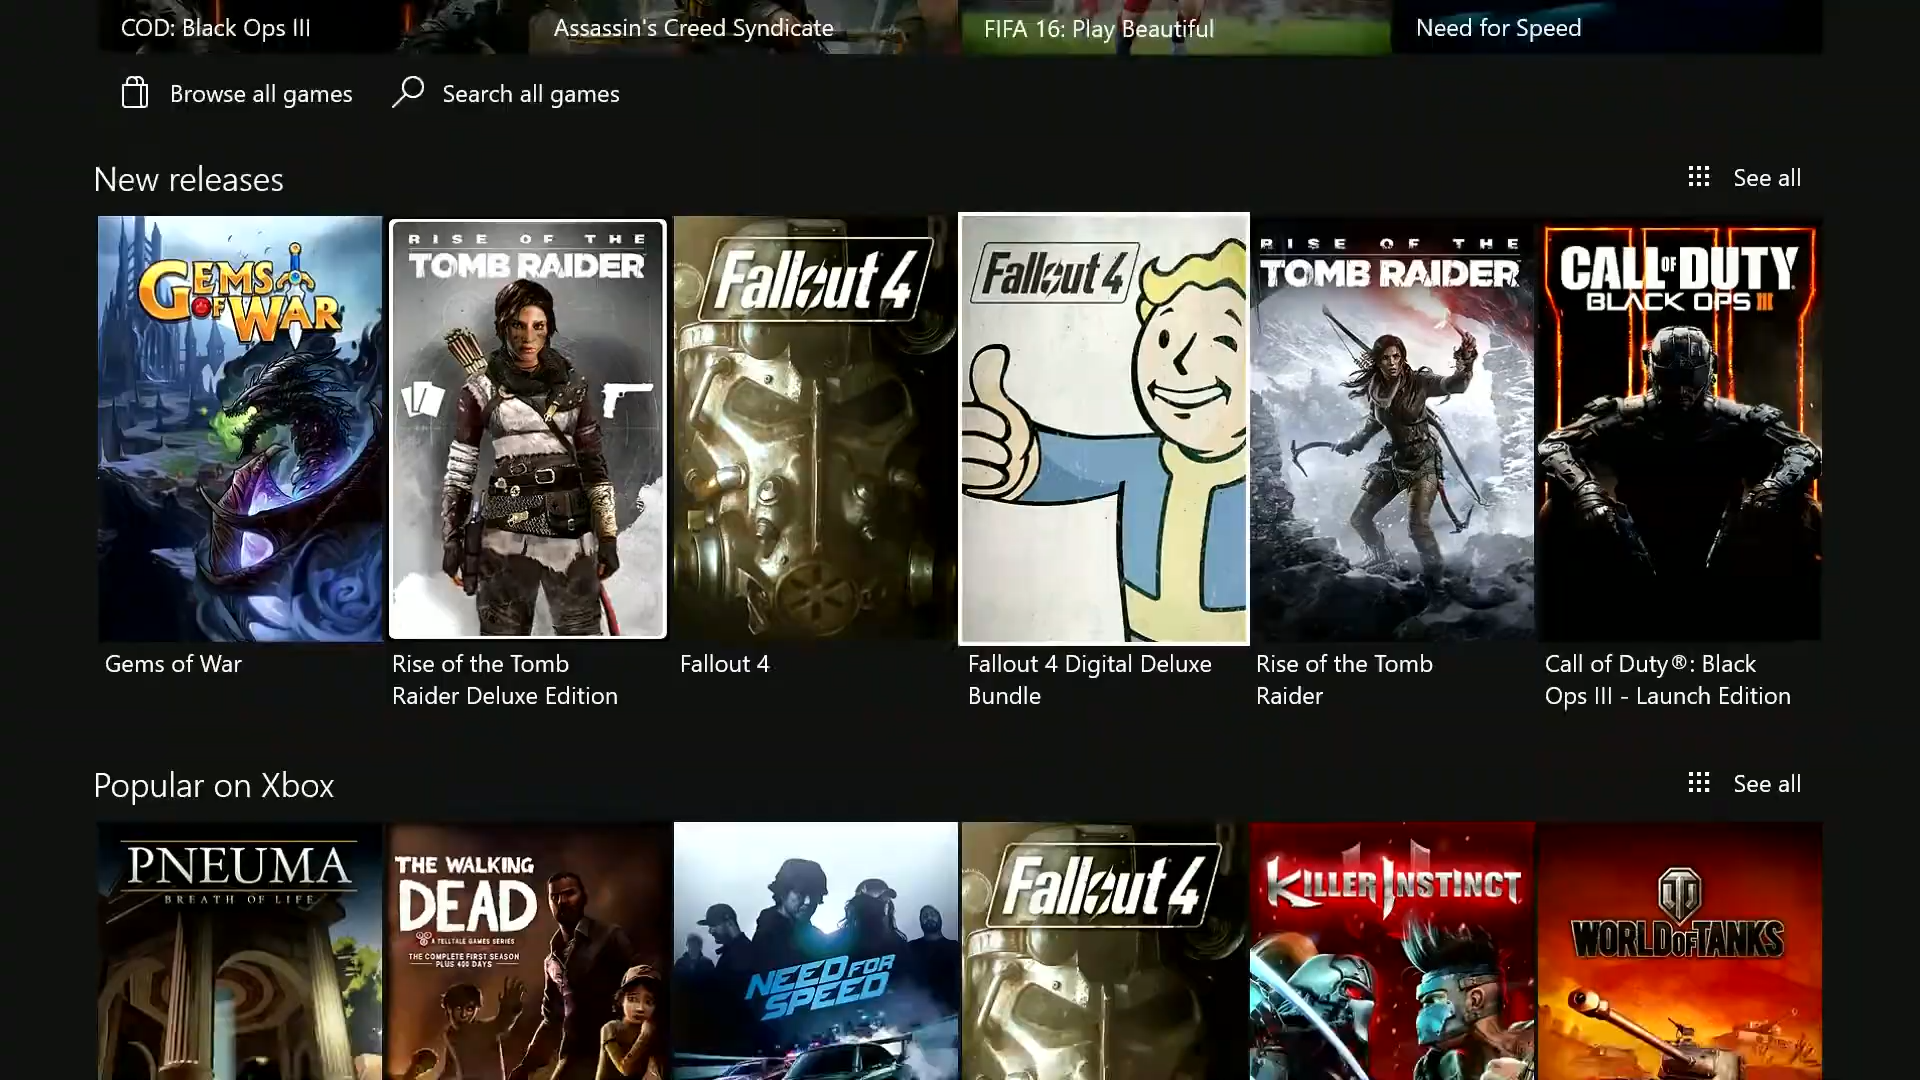 COD: Black Ops III
Assassin's Creed Syndicate
FIFA 16: Play Beautiful
Need for Speed
Browse all games
Search all games
New releases
See all
GEMS
OF WAR
RISE OF THE
TOMB RAIDER
Fallout 4
Fallout 4
RISE OF THE
TOMB RAIDER
CALL OF DUTY
BLACK OPS III
Gems of War
Rise of the Tomb
Raider Deluxe Edition
Fallout 4
Fallout 4 Digital Deluxe
Bundle
Rise of the Tomb
Raider
Call of Duty®: Black
Ops III - Launch Edition
Popular on Xbox
See all
PNEUMA
BREATH OF LIFE
THE WALKING
DEAD
A TELLTALE GAMES SERIES
THE COMPLETE FIRST SEASON
PLUS 400 DAYS
NEED FOR
SPEED
Fallout 4
KILLER INSTINCT
WORLD OF TANKS